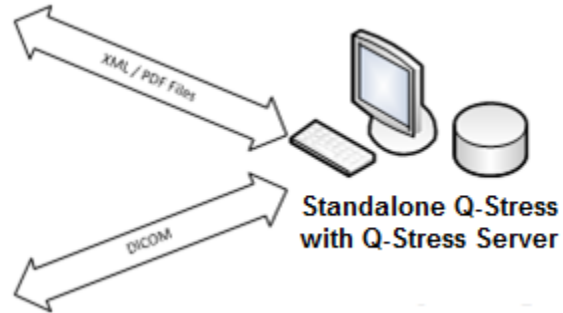 XML / PDF Files
DICOM
Standalone Q-Stress
with Q-Stress Server